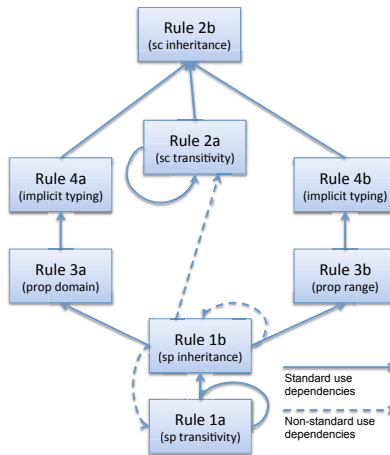 Rule 2b
(sc inheritance)
Rule 2a
(sc transitivity)
Rule 4a
(implicit typing)
Rule 4b
(implicit typing)
Rule 3a
(prop domain)
Rule 3b
(prop range)
Rule 1b
(sp inheritance)
Rule 1a
(sp transitivity)
Standard use
dependencies
Non-standard use
dependencies